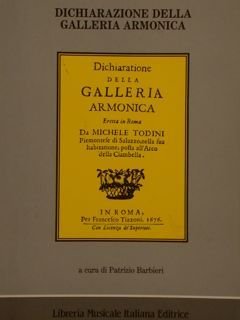 DICHIARAZIONE DELLA
GALLERIA ARMONICA
Dichiaratione
DELLA
GALLERIA
ARMONICA
Eretta in Roma
Da MICHELE TODINI
Piemontese di Saluzzo, nella sua
habitatione, posta all'Arco
della Ciambella.
IN ROMA,
Per Francesco Tizzoni. 1676.
Con Licenza de' Superiori.
a cura di Patrizio Barbieri
Libreria Musicale Italiana Editrice